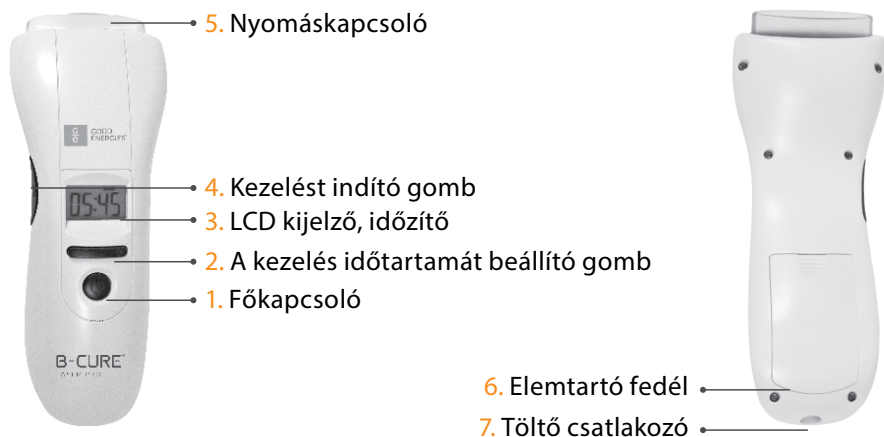 5. Nyomáskapcsoló
GOOD
ENERGIES
4. Kezelést indító gomb
05:45
3. LCD kijelző, időzítő
2. A kezelés időtartamát beállító gomb
1. Főkapcsoló
B-CURE
6. Elemtartó fedél
7. Töltő csatlakozó